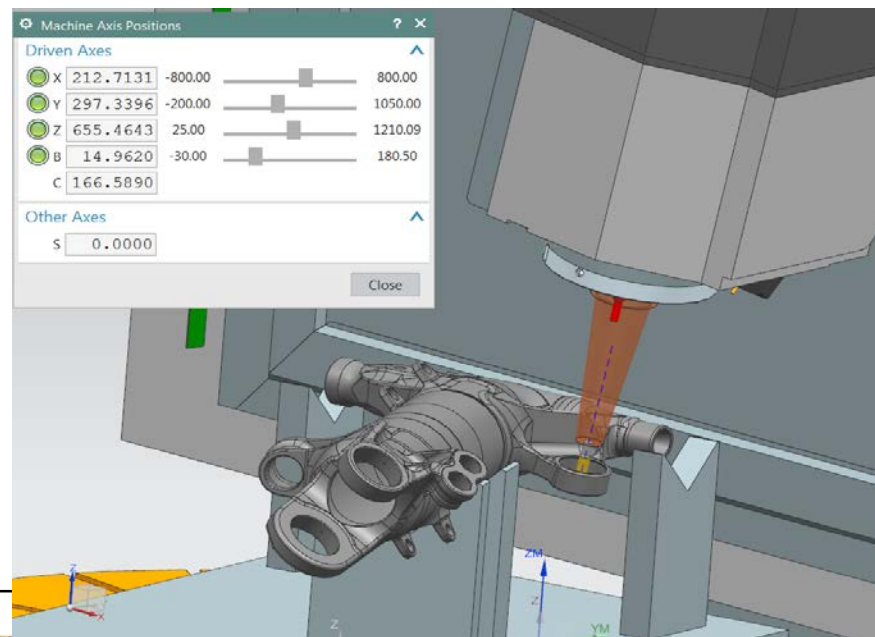 Machine Axis Positions ? ×
Driven Axes
X 212.7131 -800.00 800.00
Y 297.3396 -200.00 1050.00
Z 655.4643 25.00 1210.09
B 14.9620 -30.00 180.50
C 166.5890
Other Axes
S 0.0000
Close
ZM
Z
Z
X
Z
YM